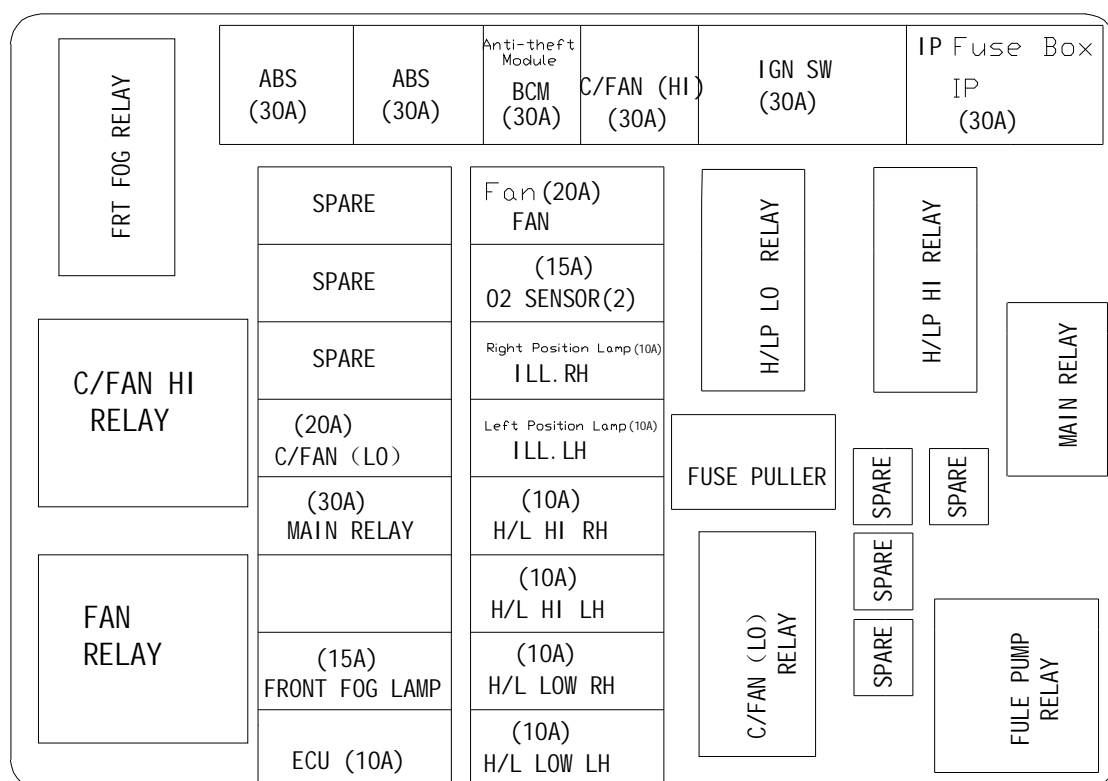 FRT FOG RELAY
ABS
(30A)
ABS
(30A)
Anti-theft
Module
BCM
(30A)
C/FAN (HI)
(30A)
IGN SW
(30A)
IP Fuse Box
IP
(30A)
SPARE
SPARE
SPARE
(20A)
C/FAN (LO)
(30A)
MAIN RELAY
(15A)
FRONT FOG LAMP
ECU (10A)
Fan (20A)
FAN
(15A)
O2 SENSOR(2)
Right Position Lamp(10A)
ILL.RH
Left Position Lamp(10A)
ILL.LH
(10A)
H/L HI RH
(10A)
H/L HI LH
(10A)
H/L LOW RH
(10A)
H/L LOW LH
H/LP LO RELAY
H/LP HI RELAY
MAIN RELAY
C/FAN HI
RELAY
FUSE PULLER
SPARE
SPARE
SPARE
SPARE
FAN
RELAY
C/FAN (LO)
RELAY
FULE PUMP
RELAY